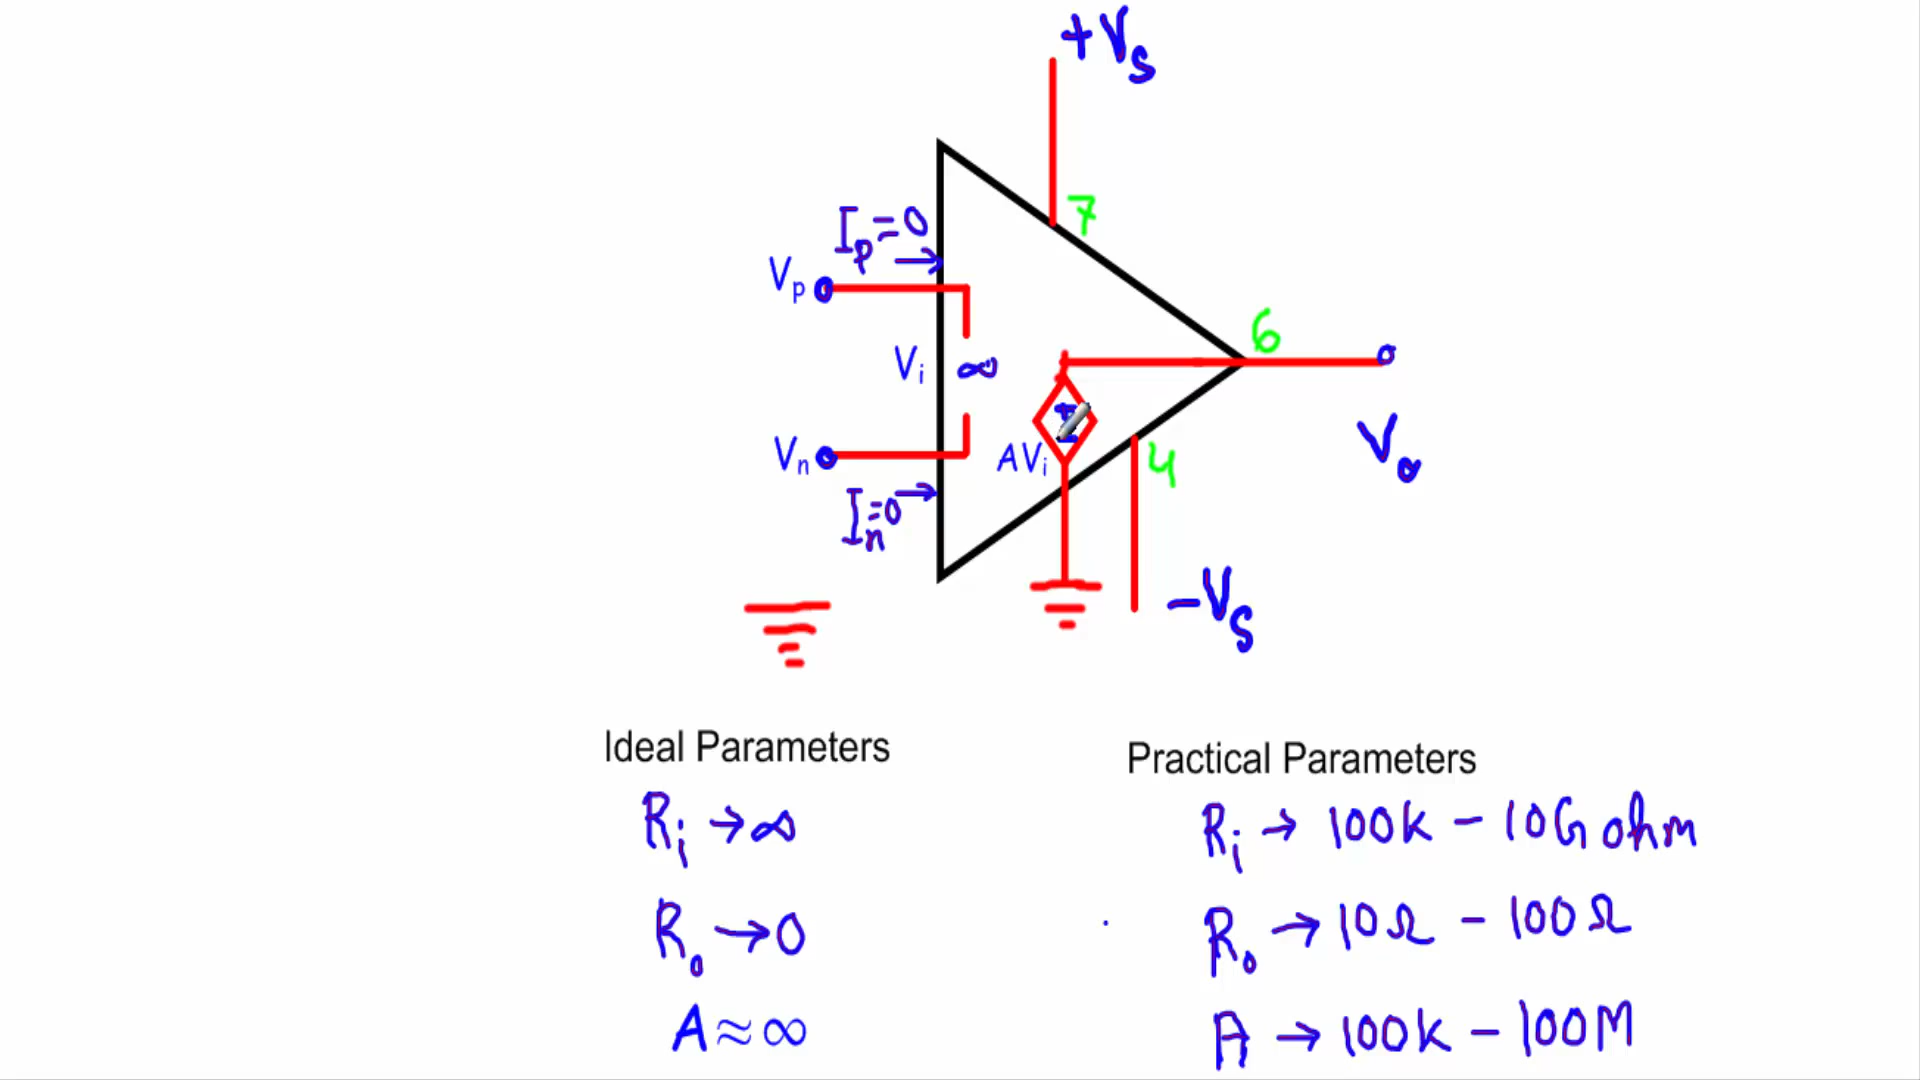 +Vs
7
Ip=0
Vp
6
Vi ∞
AVi
Vn
4
Vo
In=0
-Vs
Ideal Parameters
Practical Parameters
Ri → ∞
Ri → 100K - 10G ohm
Ro → 0
Ro → 10Ω - 100Ω
A ≈ ∞
A → 100K - 100M